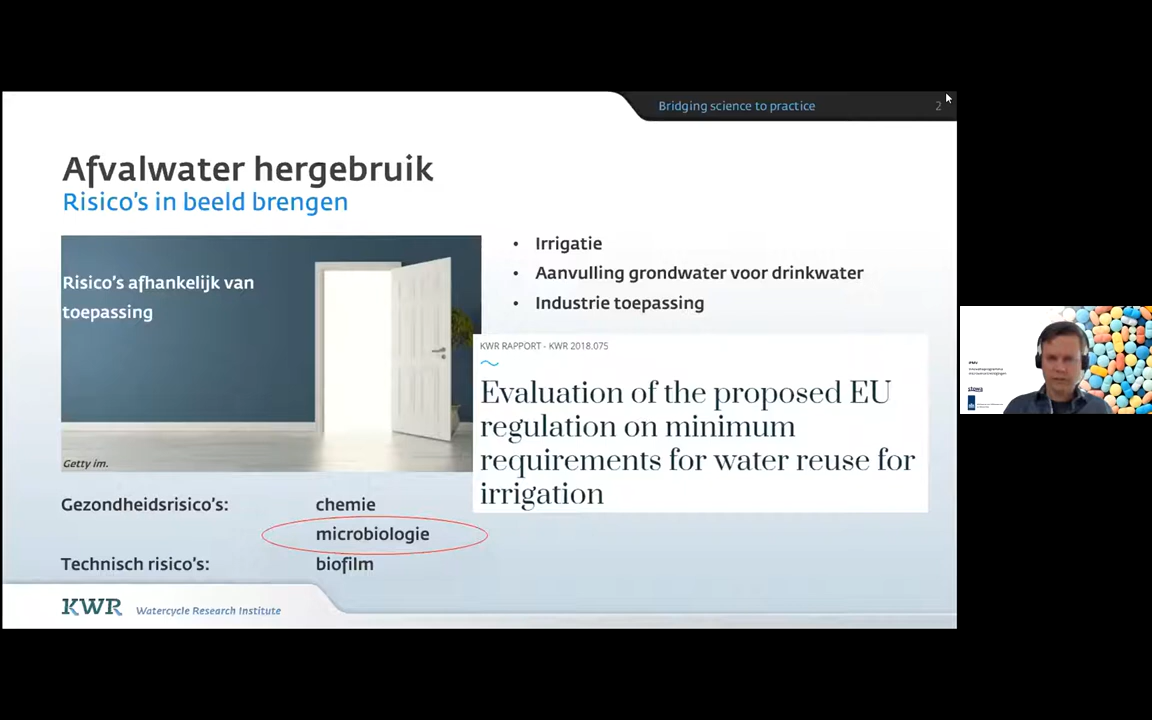 Bridging science to practice
2
Afvalwater hergebruik
Risico's in beeld brengen
Risico's afhankelijk van
toepassing
Getty im.
• Irrigatie
• Aanvulling grondwater voor drinkwater
• Industrie toepassing
KWR RAPPORT - KWR 2018.075
Evaluation of the proposed EU
regulation on minimum
requirements for water reuse for
irrigation
Gezondheidsrisico's: chemie
microbiologie
Technisch risico's: biofilm
KWR Watercycle Research Institute
stowa